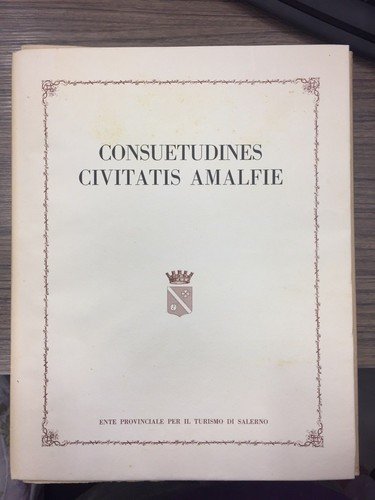 CONSUETUDINES
CIVITATIS AMALFIE
ENTE PROVINCIALE PER IL TURISMO DI SALERNO